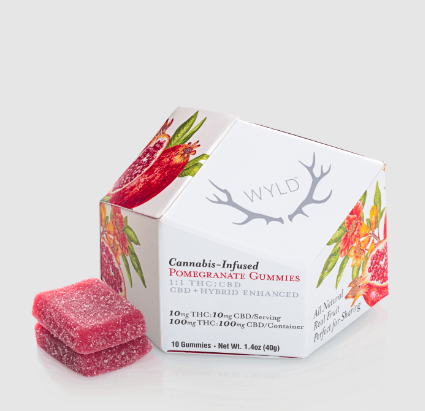 WYLD
Cannabis-Infused
POMEGRANATE GUMMIES
1:1 THC:CBD
CBD + HYBRID ENHANCED
10mg THC:10mg CBD/Serving
100mg THC:100mg CBD/Container
10 Gummies - Net Wt. 1.4oz (40g)
All Natural
Real Fruit
Perfect for Sharing